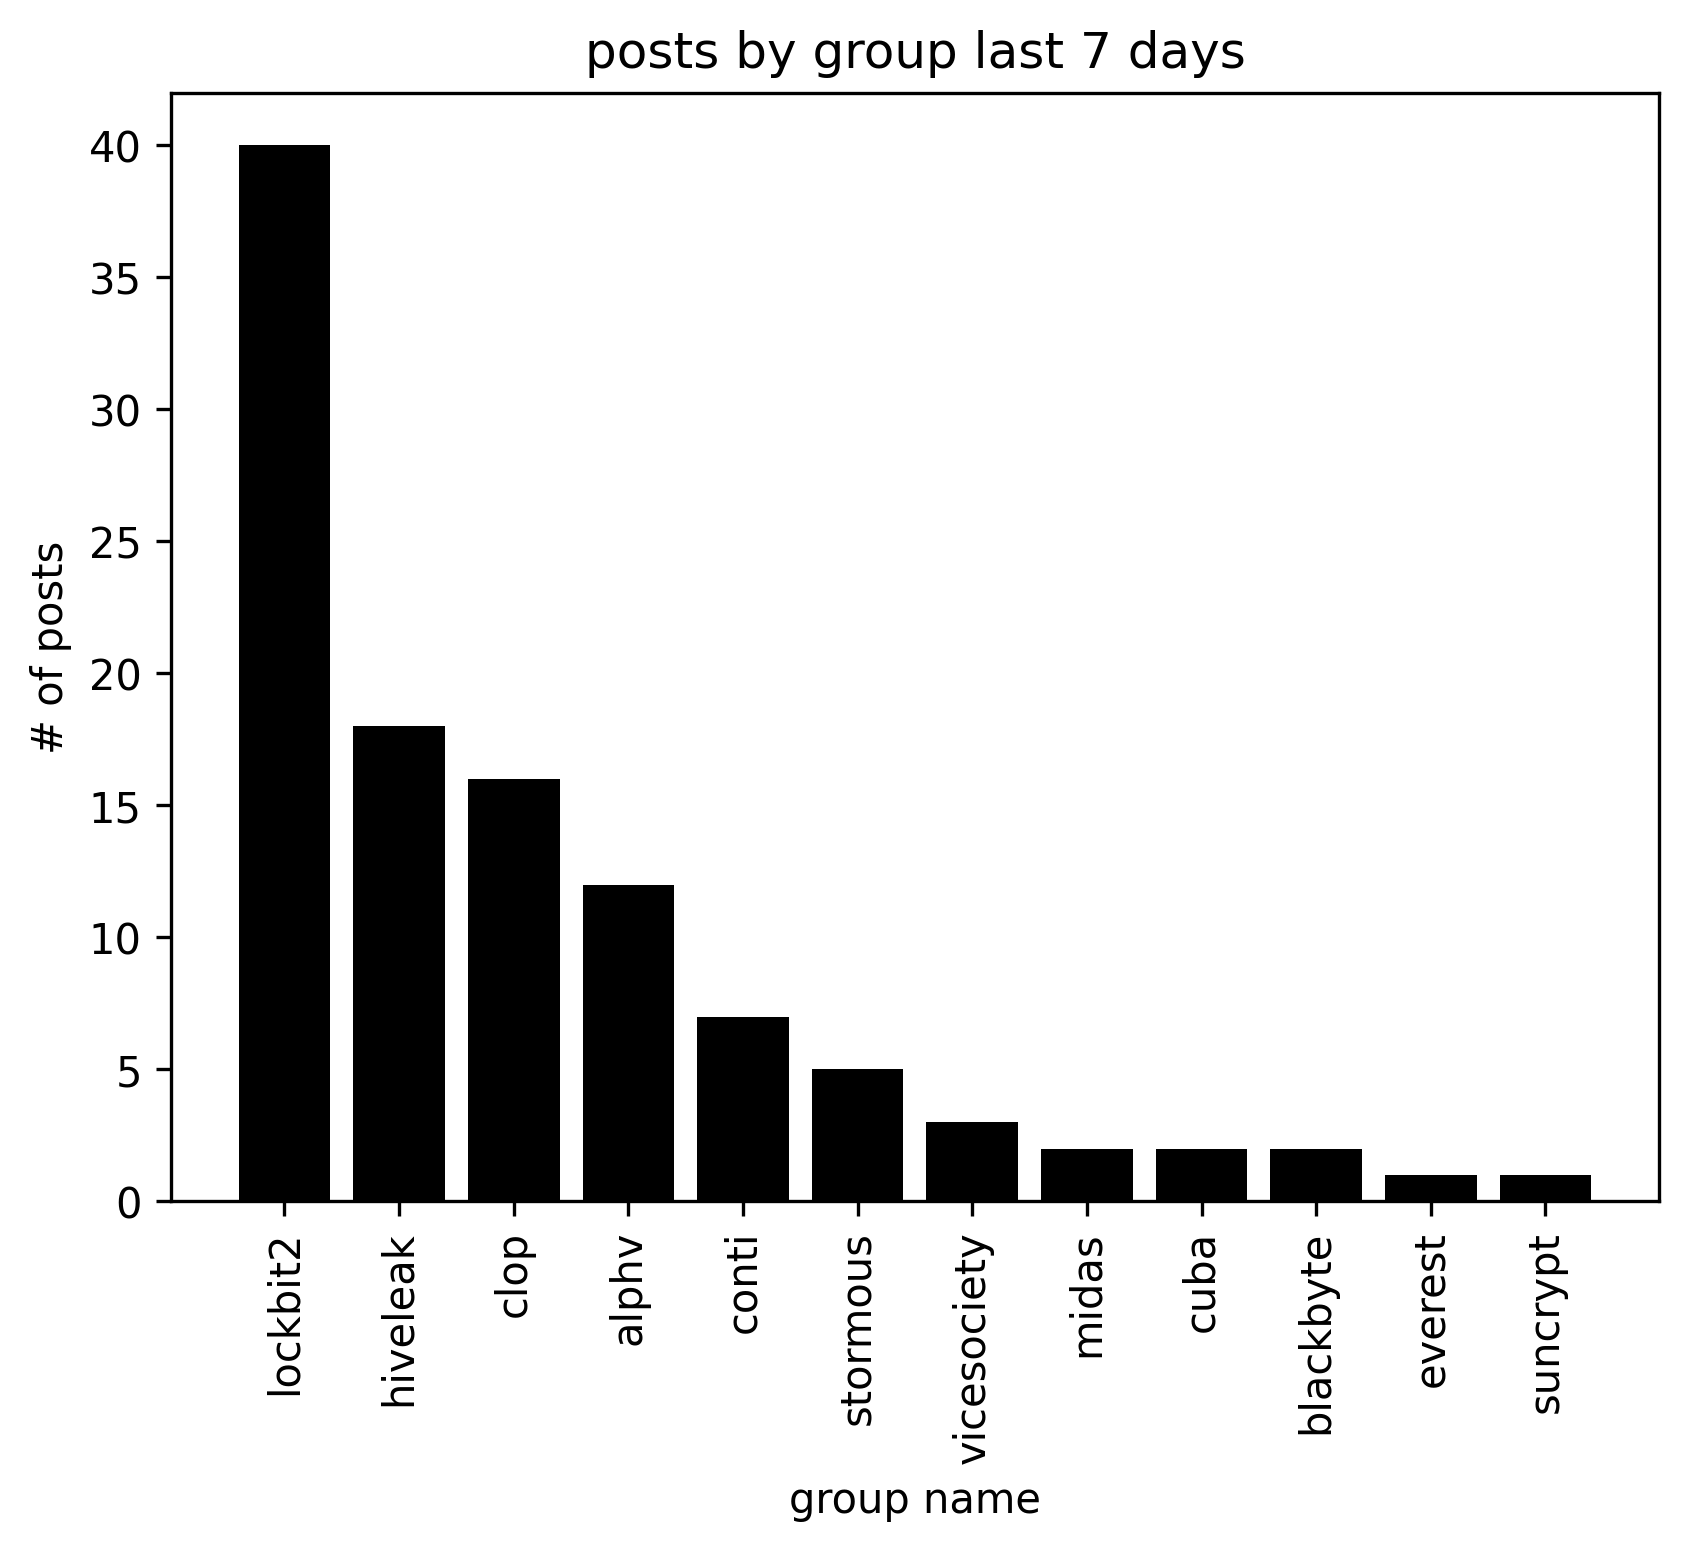 posts by group last 7 days
# of posts
40
35
30
25
20
15
10
5
0
lockbit2
hiveleak
clop
alphv
conti
stormous
vicesociety
midas
cuba
blackbyte
everest
suncrypt
group name